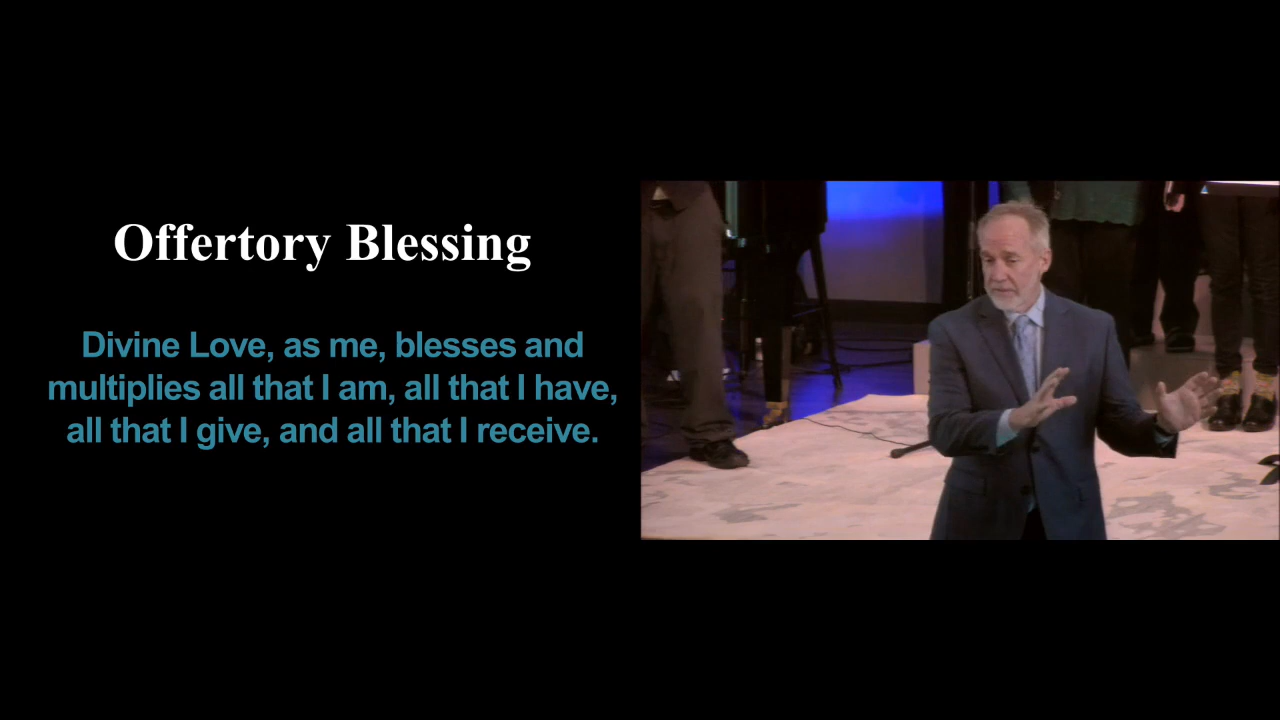 Offertory Blessing
Divine Love, as me, blesses and
multiplies all that I am, all that I have,
all that I give, and all that I receive.